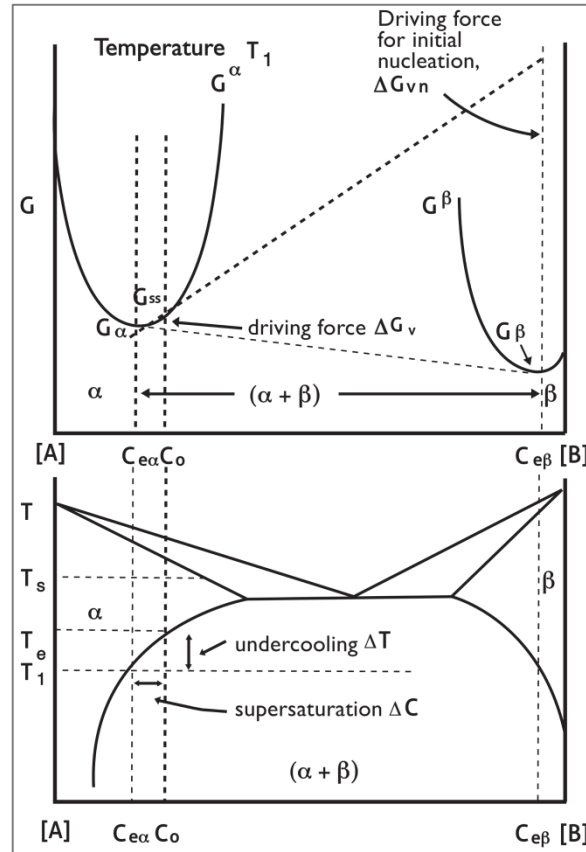 Temperature T1
Driving force
for initial
nucleation,
ΔGvn
Gα
G
Gβ
Gss
Gα
driving force ΔGv
Gβ
α
(α + β)
β
[A]
Ceα Co
Ceβ [B]
T
Ts
β
α
Te
undercooling ΔT
T1
supersaturation ΔC
(α + β)
[A]
Ceα Co
Ceβ [B]